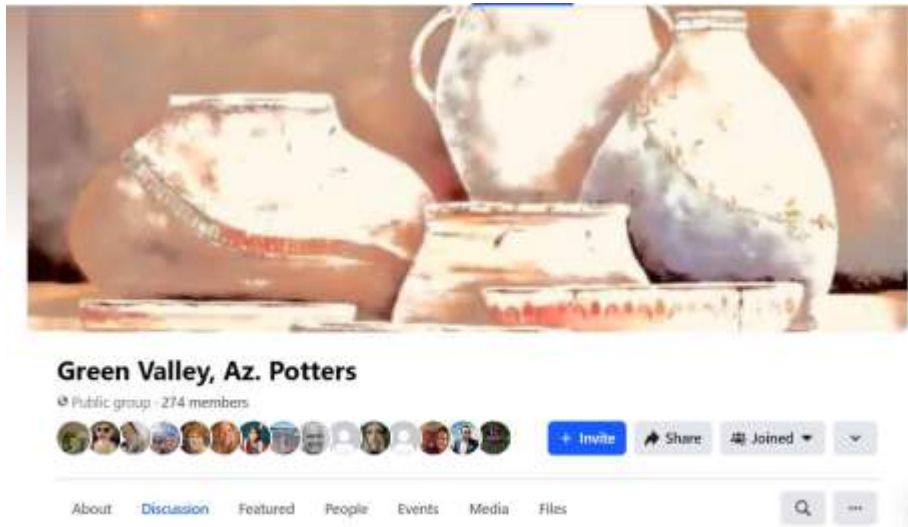 Green Valley, Az. Potters
Public group · 274 members
+ Invite Share Joined
About Discussion Featured People Events Media Files